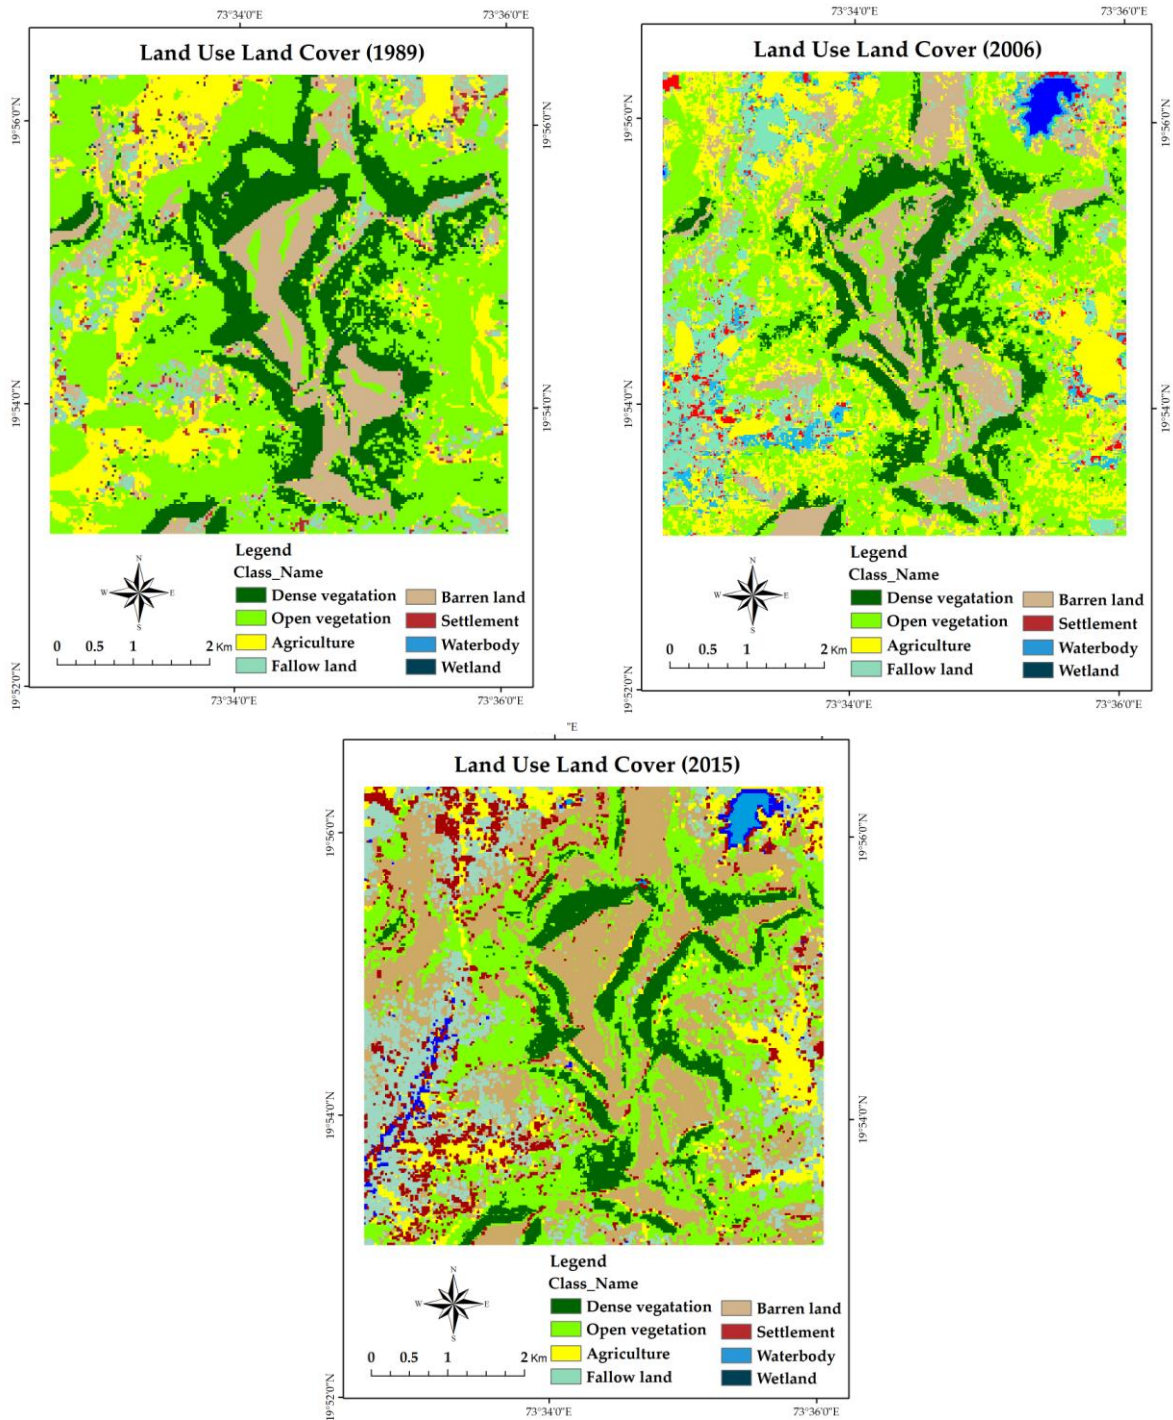 73°34'0"E 73°36'0"E
Land Use Land Cover (1989)
19°56'0"N 19°56'0"N
19°54'0"N 19°54'0"N
19°52'0"N
Legend
Class_Name
Dense vegatation Barren land
Open vegetation Settlement
Agriculture Waterbody
Fallow land Wetland
N
W E
S
0 0.5 1 2 Km
73°34'0"E 73°36'0"E
73°34'0"E 73°36'0"E
Land Use Land Cover (2006)
19°56'0"N 19°56'0"N
19°54'0"N 19°54'0"N
19°52'0"N
Legend
Class_Name
Dense vegatation Barren land
Open vegetation Settlement
Agriculture Waterbody
Fallow land Wetland
N
W E
S
0 0.5 1 2 Km
73°34'0"E 73°36'0"E
"E
Land Use Land Cover (2015)
19°56'0"N 19°56'0"N
19°54'0"N 19°54'0"N
19°52'0"N
Legend
Class_Name
Dense vegatation Barren land
Open vegetation Settlement
Agriculture Waterbody
Fallow land Wetland
N
W E
S
0 0.5 1 2 Km
73°34'0"E 73°36'0"E